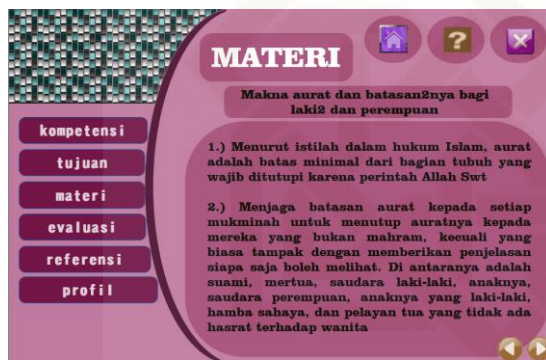 MATERI
?
Makna aurat dan batasan2nya bagi
laki2 dan perempuan
kompetensi
tujuan
materi
evaluasi
referensi
profil
1.) Menurut istilah dalam hukum Islam, aurat
adalah batas minimal dari bagian tubuh yang
wajib ditutupi karena perintah Allah Swt
2.) Menjaga batasan aurat kepada setiap
mukminah untuk menutup auratnya kepada
mereka yang bukan mahram, kecuali yang
biasa tampak dengan memberikan penjelasan
siapa saja boleh melihat. Di antaranya adalah
suami, mertua, saudara laki-laki, anaknya,
saudara perempuan, anaknya yang laki-laki,
hamba sahaya, dan pelayan tua yang tidak ada
hasrat terhadap wanita